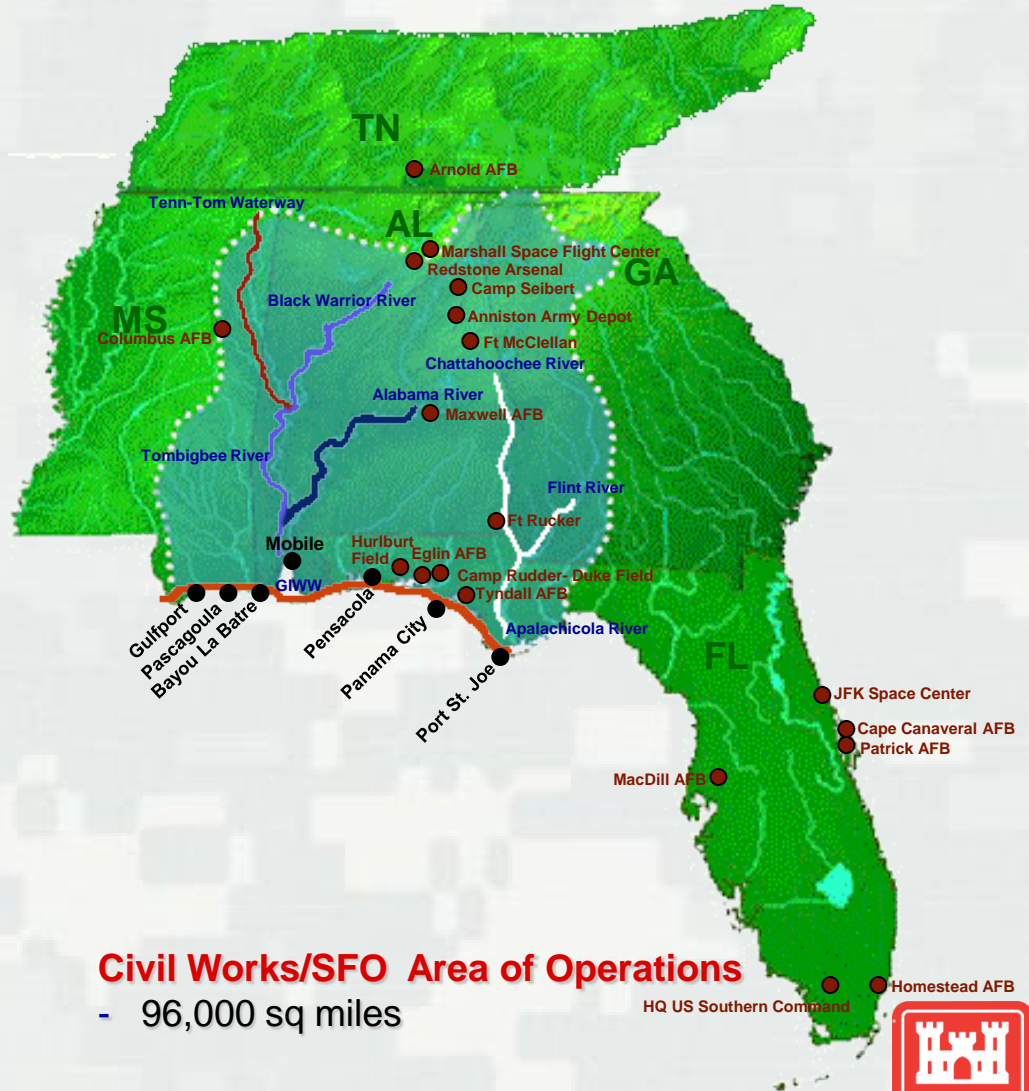 TN
Arnold AFB
Tenn-Tom Waterway
AL
Marshall Space Flight Center
Redstone Arsenal
GA
Camp Seibert
Black Warrior River
MS
Anniston Army Depot
Columbus AFB
Ft McClellan
Chattahoochee River
Alabama River
Maxwell AFB
Tombigbee River
Flint River
Ft Rucker
Mobile
Hurlburt
Field
Eglin AFB
Camp Rudder- Duke Field
GIWW
Tyndall AFB
Gulfport
Pascagoula
Bayou La Batre
Pensacola
Panama City
Apalachicola River
Port St. Joe
FL
JFK Space Center
Cape Canaveral AFB
Patrick AFB
MacDill AFB
Civil Works/SFO Area of Operations
- 96,000 sq miles
HQ US Southern Command
Homestead AFB